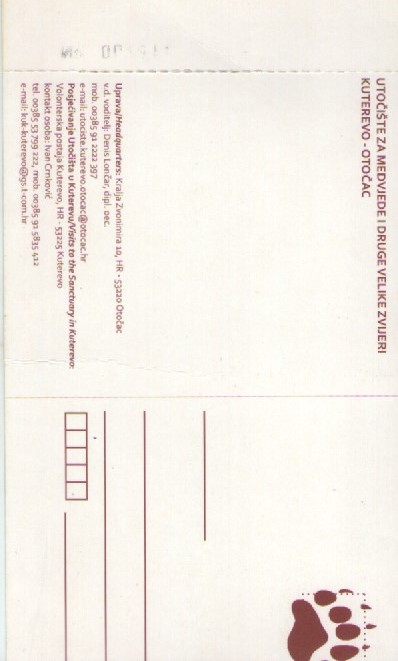 UTOČIŠTE ZA MEDVJEDE I DRUGE VELIKE ZVIJERI
KUTEREVO - OTOČAC
Uprava/Headquarters: Kralja Zvonimira 10, HR - 53220 Otočac
v.d. voditelj: Denis Lončar, dipl. oec.
mob. 00385 91 2222 397
e-mail: utociste.kuterevo.otocac@otocac.hr
Posjećivanje Utočišta u Kuterevu/Visits to the Sanctuary in Kuterevo:
Volonterska postaja Kuterevo, HR - 53225 Kuterevo
kontakt osoba: Ivan Crnković
tel. 00385 53 799 222, mob. 00385 91 5835 412
e-mail: kuk-kuterevo@gs.t-com.hr